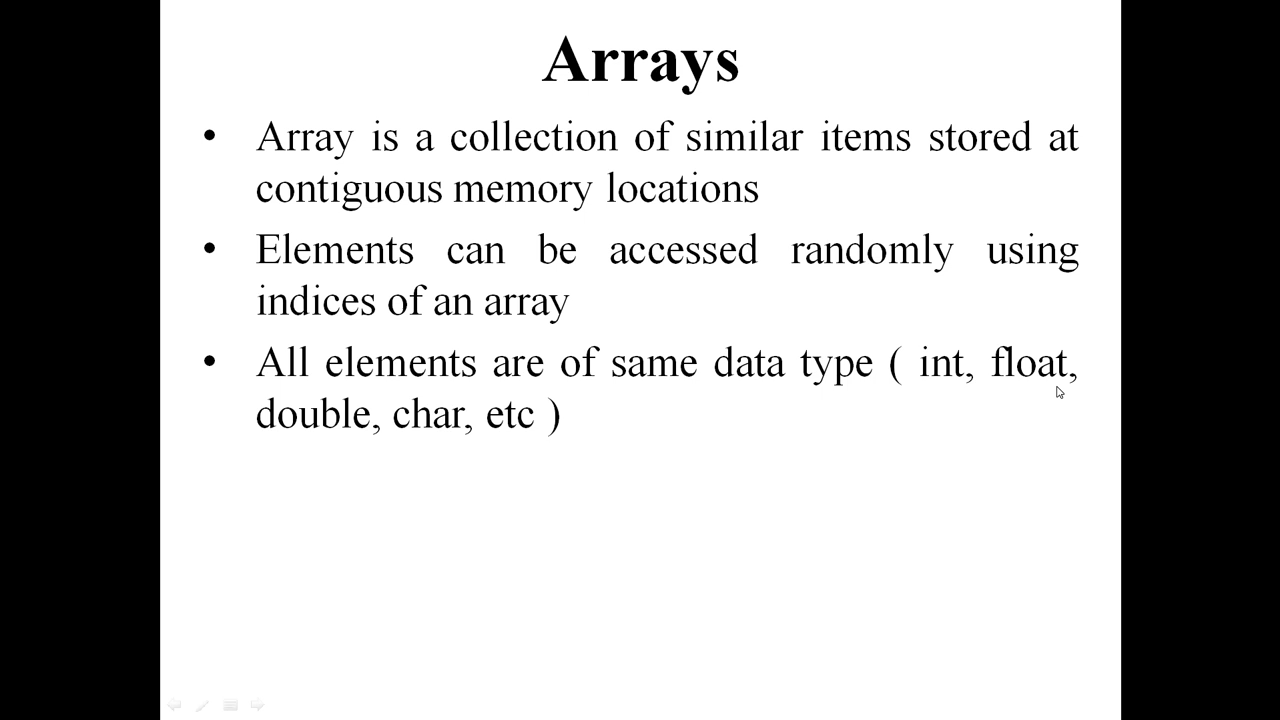 Arrays
• Array is a collection of similar items stored at
contiguous memory locations
• Elements can be accessed randomly using
indices of an array
• All elements are of same data type ( int, float,
double, char, etc )